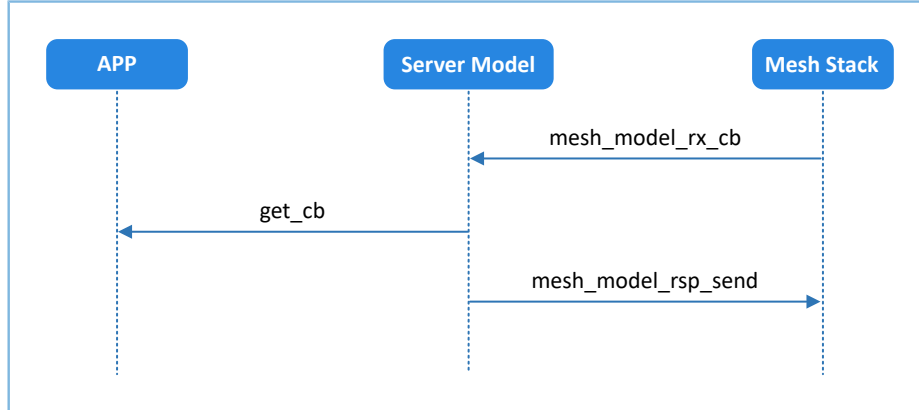 APP
Server Model
Mesh Stack
mesh_model_rx_cb
get_cb
mesh_model_rsp_send